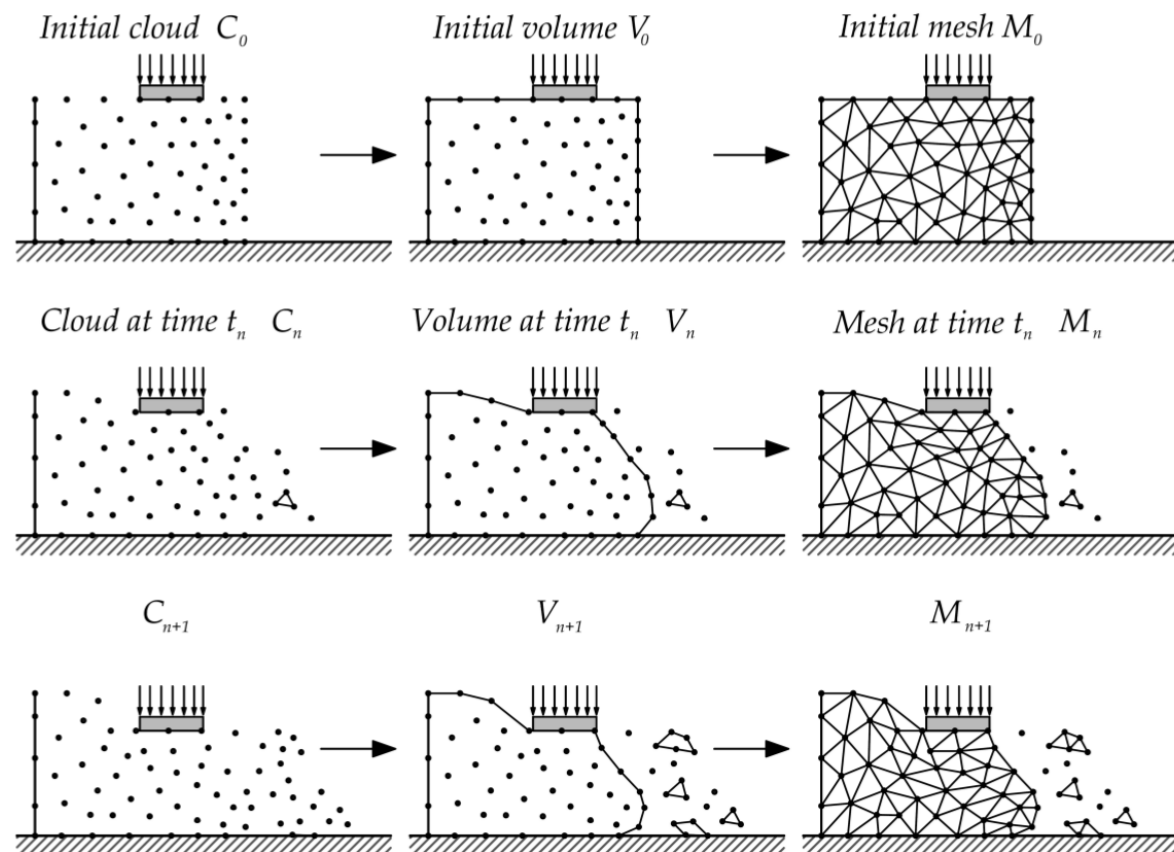 Initial cloud C₀
Initial volume V₀
Initial mesh M₀
Cloud at time tₙ Cₙ
Volume at time tₙ Vₙ
Mesh at time tₙ Mₙ
Cₙ₊₁
Vₙ₊₁
Mₙ₊₁